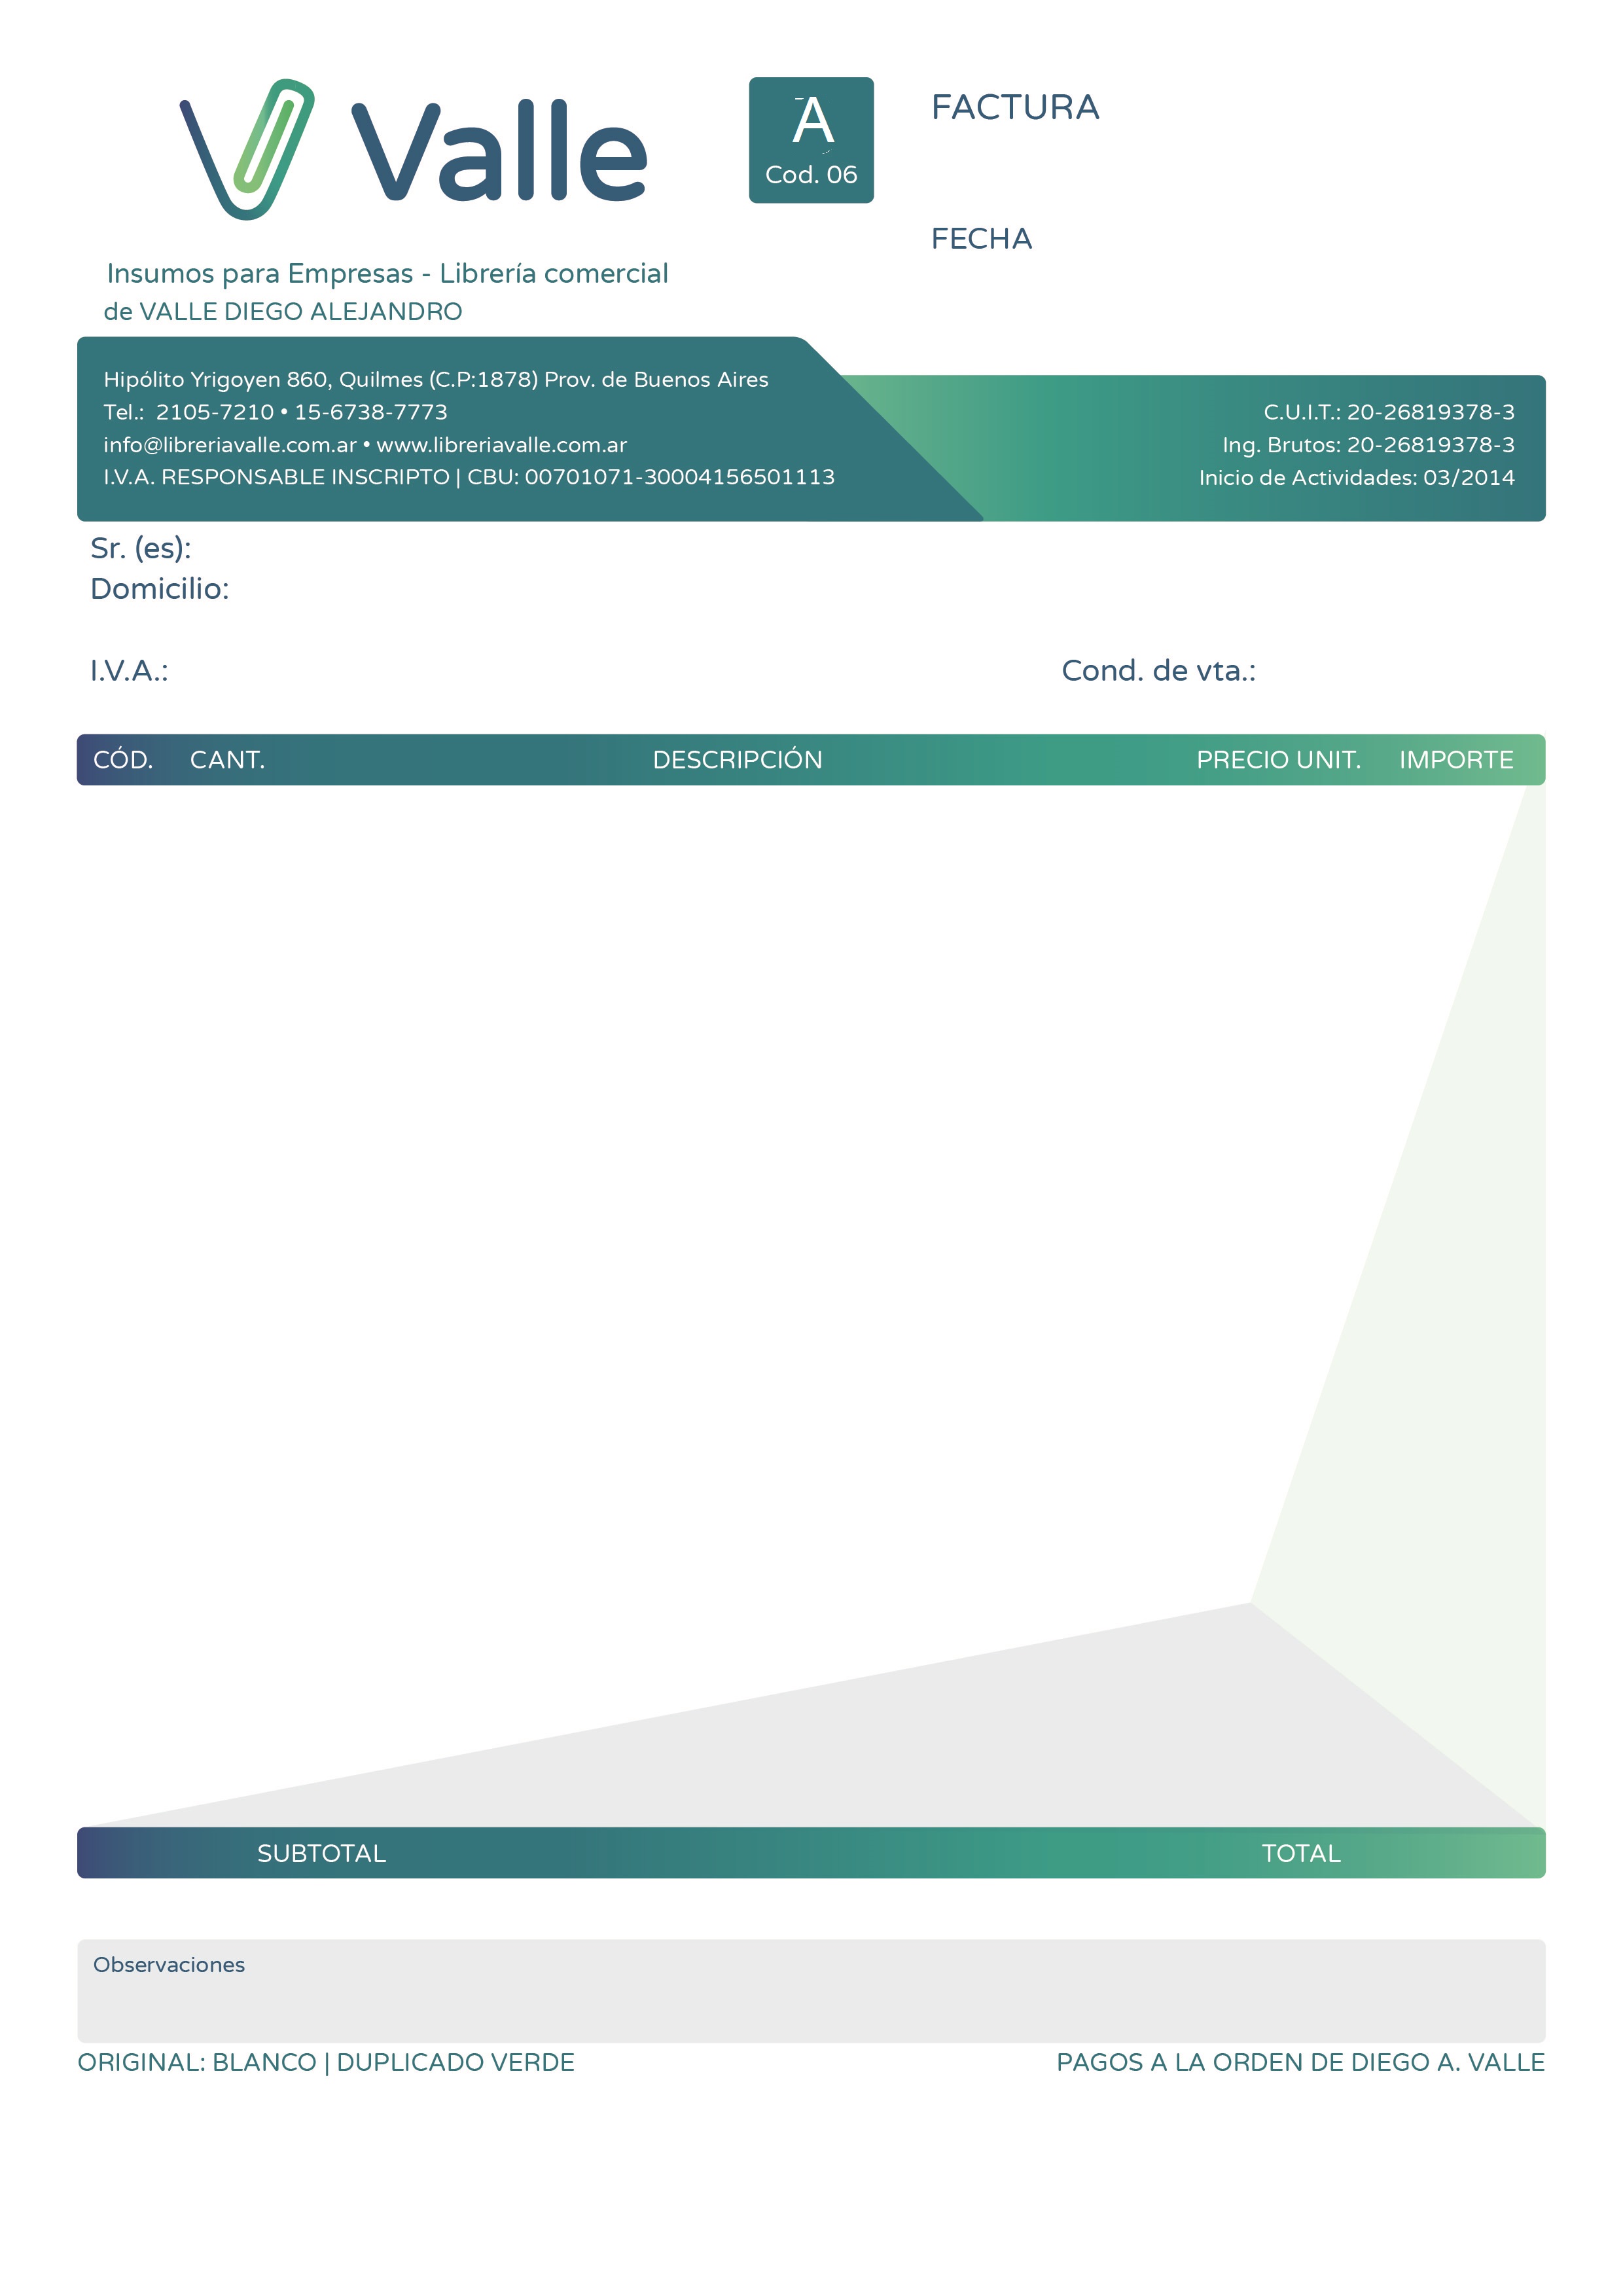 Valle
A
Cod. 06
FACTURA
FECHA
Insumos para Empresas - Librería comercial
de VALLE DIEGO ALEJANDRO
Hipólito Yrigoyen 860, Quilmes (C.P:1878) Prov. de Buenos Aires
Tel.: 2105-7210 • 15-6738-7773
info@libreriavalle.com.ar • www.libreriavalle.com.ar
I.V.A. RESPONSABLE INSCRIPTO | CBU: 00701071-30004156501113
C.U.I.T.: 20-26819378-3
Ing. Brutos: 20-26819378-3
Inicio de Actividades: 03/2014
Sr. (es):
Domicilio:
I.V.A.: Cond. de vta.:
CÓD. CANT. DESCRIPCIÓN PRECIO UNIT. IMPORTE
SUBTOTAL TOTAL
Observaciones
ORIGINAL: BLANCO | DUPLICADO VERDE PAGOS A LA ORDEN DE DIEGO A. VALLE